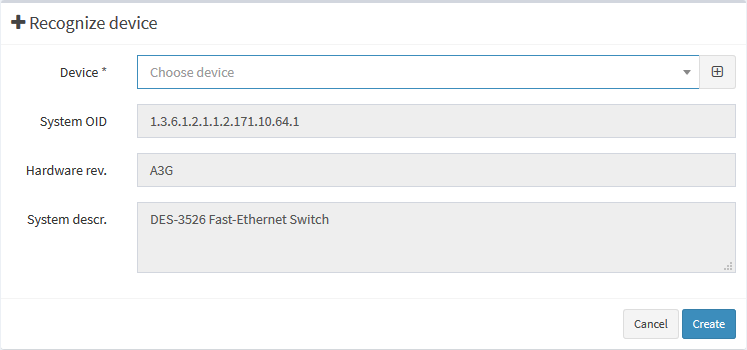 Recognize device
Device * Choose device
System OID 1.3.6.1.2.1.1.2.171.10.64.1
Hardware rev. A3G
System descr. DES-3526 Fast-Ethernet Switch
Cancel Create